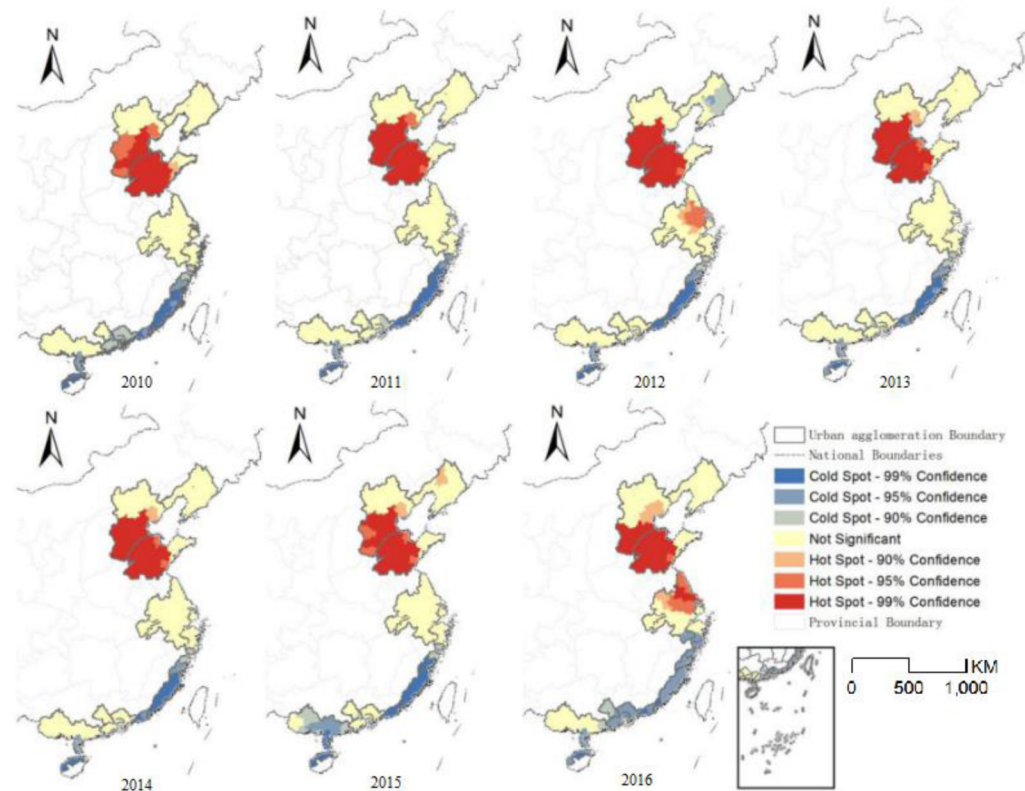 N
N
N
N
2010
2011
2012
2013
N
N
N
Urban agglomeration Boundary
National Boundaries
Cold Spot - 99% Confidence
Cold Spot - 95% Confidence
Cold Spot - 90% Confidence
Not Significant
Hot Spot - 90% Confidence
Hot Spot - 95% Confidence
Hot Spot - 99% Confidence
Provincial Boundary
KM
0 500 1,000
2014
2015
2016